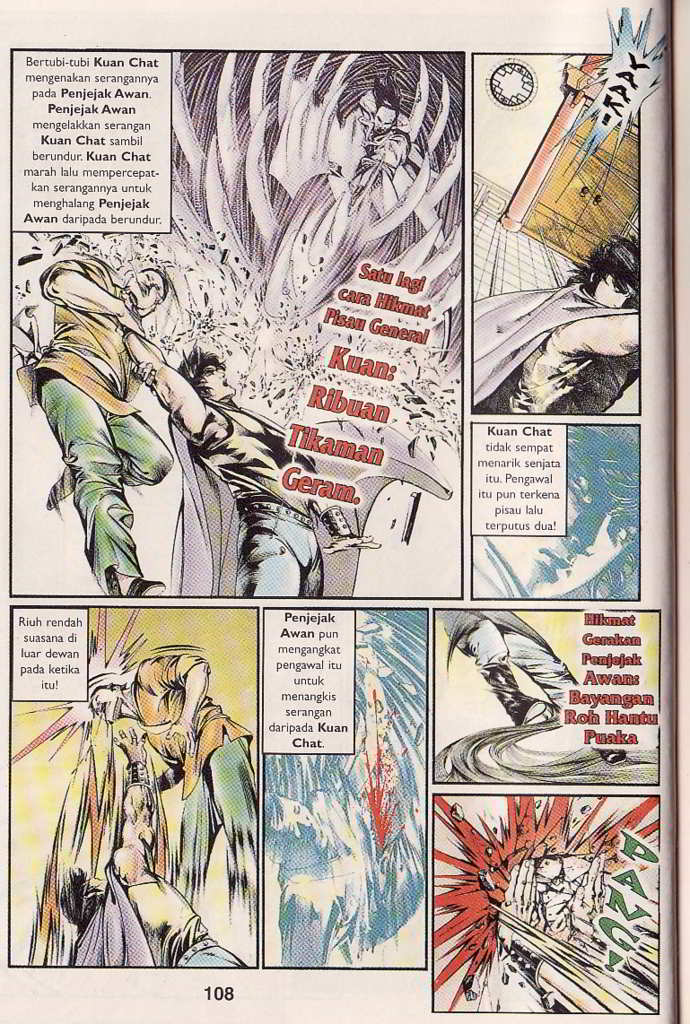 Bertubi-tubi Kuan Chat
mengenakan serangannya
pada Penjejak Awan.
Penjejak Awan
mengelakkan serangan
Kuan Chat sambil
berundur. Kuan Chat
marah lalu mempercepat-
kan serangannya untuk
menghalang Penjejak
Awan daripada berundur.
Satu lagi
cara Hikmat
Pisau General
Kuan:
Ribuan
Tikaman
Geram.
Kuan Chat
tidak sempat
menarik senjata
itu. Pengawal
itu pun terkena
pisau lalu
terputus dua!
Riuh rendah
suasana di
luar dewan
pada ketika
itu!
Penjejak
Awan pun
mengangkat
pengawal itu
untuk
menangkis
serangan
daripada Kuan
Chat.
Hikmat
Gerakan
Penjejak
Awan:
Bayangan
Roh Hantu
Puaka
108